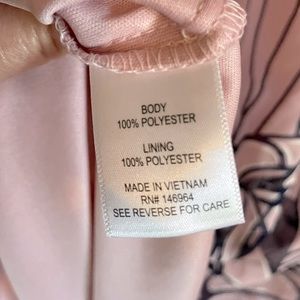 BODY
100% POLYESTER
LINING
100% POLYESTER
MADE IN VIETNAM
RN# 146964
SEE REVERSE FOR CARE